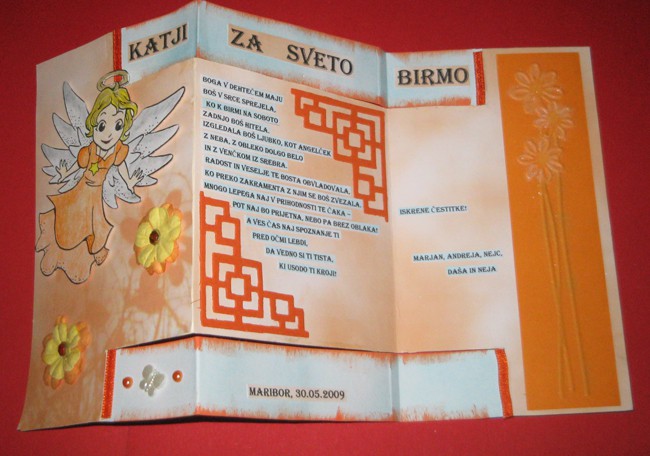 KATJI
ZA SVETO
BIRMO
BOGA V DEHTEČEM MAJU
BOŠ V SRCE SPREJELA,
KO K BIRMI NA SOBOTO
ZADNJO BOŠ HITELA.
IZGLEDALA BOŠ LJUBKO, KOT ANGELČEK
Z NEBA, Z OBLEKO DOLGO BELO
IN Z VENČKOM IZ SREBRA.
RADOST IN VESELJE TE BOSTA OBVLADOVALA,
KO PREKO ZAKRAMENTA Z NJIM SE BOŠ ZVEZALA.
MNOGO LEPEGA NAJ V PRIHODNOSTI TE ČAKA –
POT NAJ BO PRIJETNA, NEBO PA BREZ OBLAKA!
A VES ČAS NAJ SPOZNANJE TI
PRED OČMI LEBDI,
DA VEDNO SI TI TISTA,
KI USODO TI KROJI!
ISKRENE ČESTITKE!
MARJAN, ANDREJA, NEJC,
DAŠA IN NEJA
MARIBOR, 30.05.2009